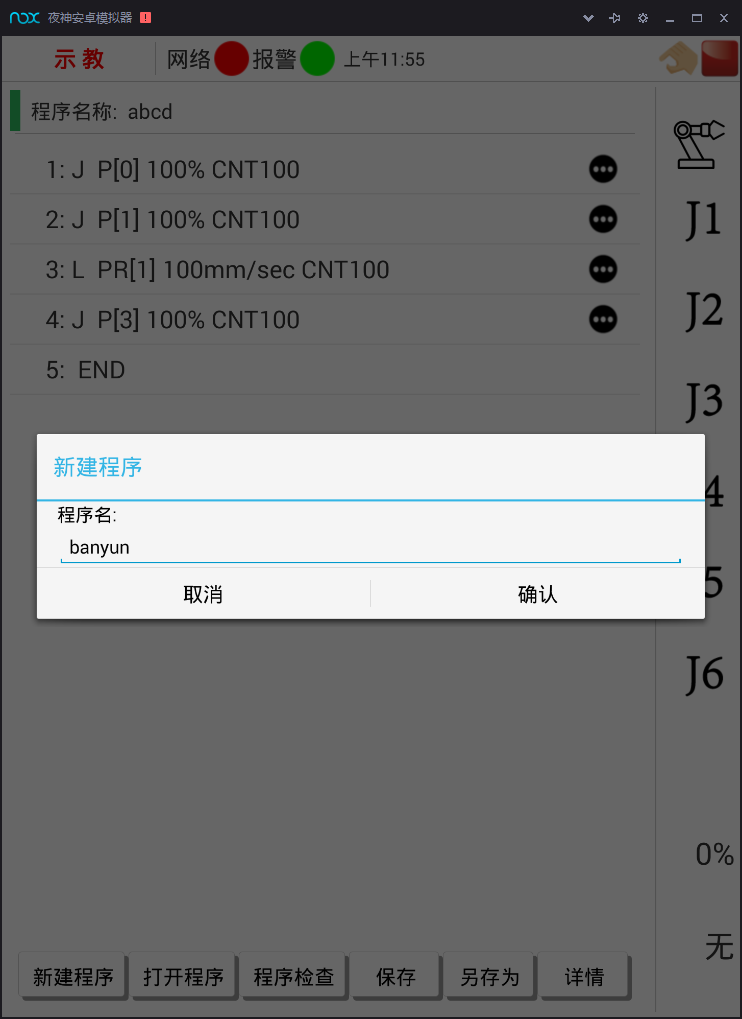 nox 夜神安卓模拟器
示教 网络 报警 上午11:55
程序名称: abcd
1: J P[0] 100% CNT100
2: J P[1] 100% CNT100
3: L PR[1] 100mm/sec CNT100
4: J P[3] 100% CNT100
5: END
J1
J2
J3
4
5
J6
新建程序
程序名:
banyun
取消 确认
0%
无
新建程序 打开程序 程序检查 保存 另存为 详情